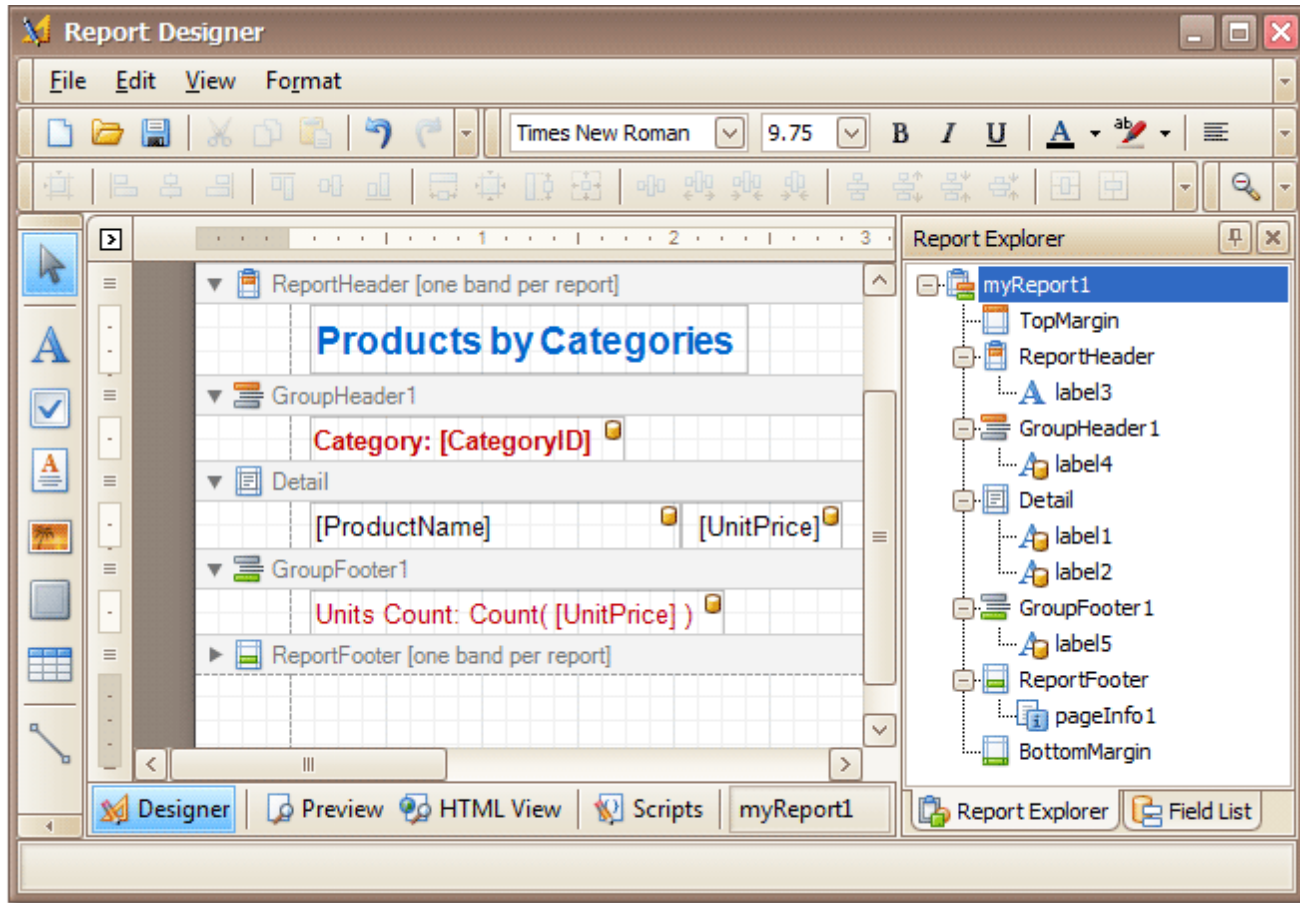 Report Designer
File Edit View Format
Times New Roman 9.75 B I U A ab
1 2 3
Report Explorer
ReportHeader [one band per report]
Products by Categories
GroupHeader1
Category: [CategoryID]
Detail
[ProductName] [UnitPrice]
GroupFooter1
Units Count: Count( [UnitPrice] )
ReportFooter [one band per report]
myReport1
TopMargin
ReportHeader
label3
GroupHeader1
label4
Detail
label1
label2
GroupFooter1
label5
ReportFooter
pageInfo1
BottomMargin
Designer Preview HTML View Scripts myReport1
Report Explorer Field List